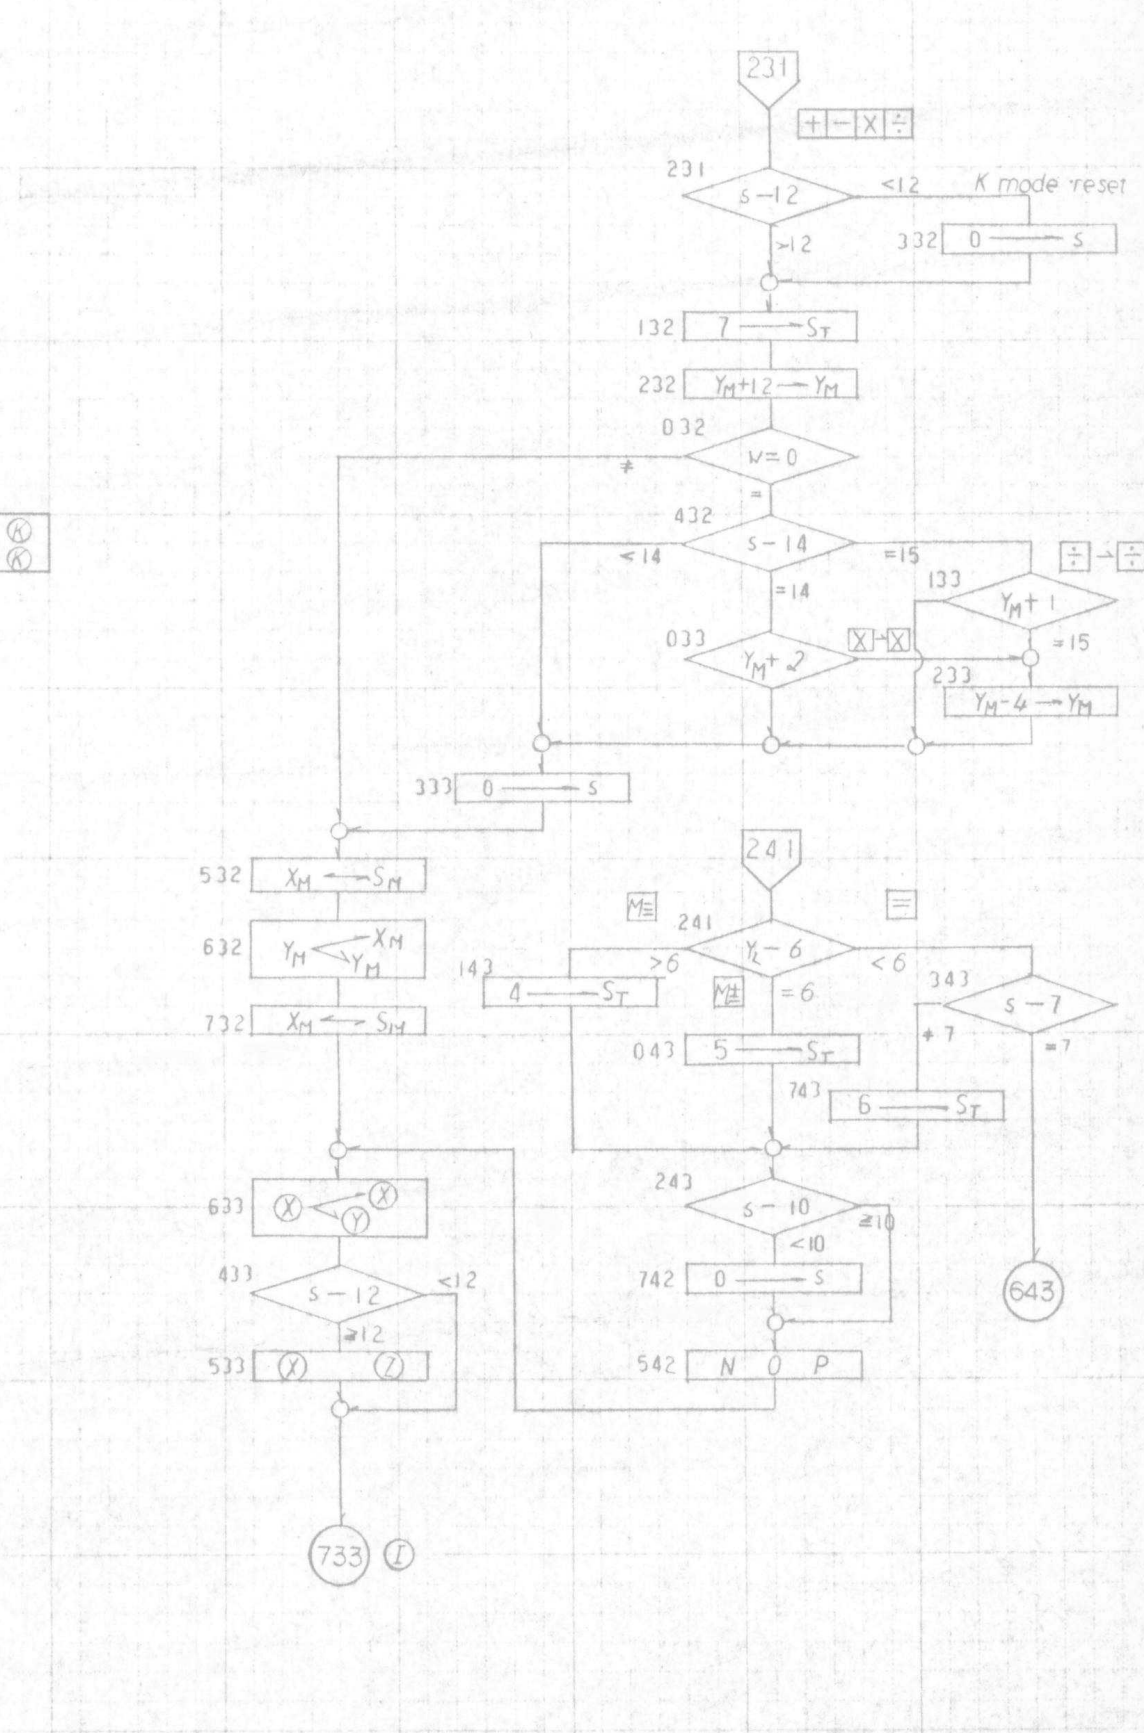 231
+ − X ÷
231
s−12
<12
K mode reset
>12
332
0 → s
132
7 → S_T
232
Y_M+12 → Y_M
032
w=0
≠
=
432
s−14
<14
=15
÷ → ÷
=14
133
Y_M+1
=15
033
Y_M+2
X → X
233
Y_M−4 → Y_M
333
0 → s
K
K
532
X_M ↔ S_M
632
Y_M
X_M
Y_M
732
X_M ↔ S_M
241
M≡
=
241
Y_L−6
>6
<6
M±
=6
143
4 → S_T
343
s−7
≠7
=7
043
5 → S_T
743
6 → S_T
633
X
X
Y
243
s−10
≥10
<10
433
s−12
<12
≥12
742
0 → s
643
533
X Z
542
N O P
733
I